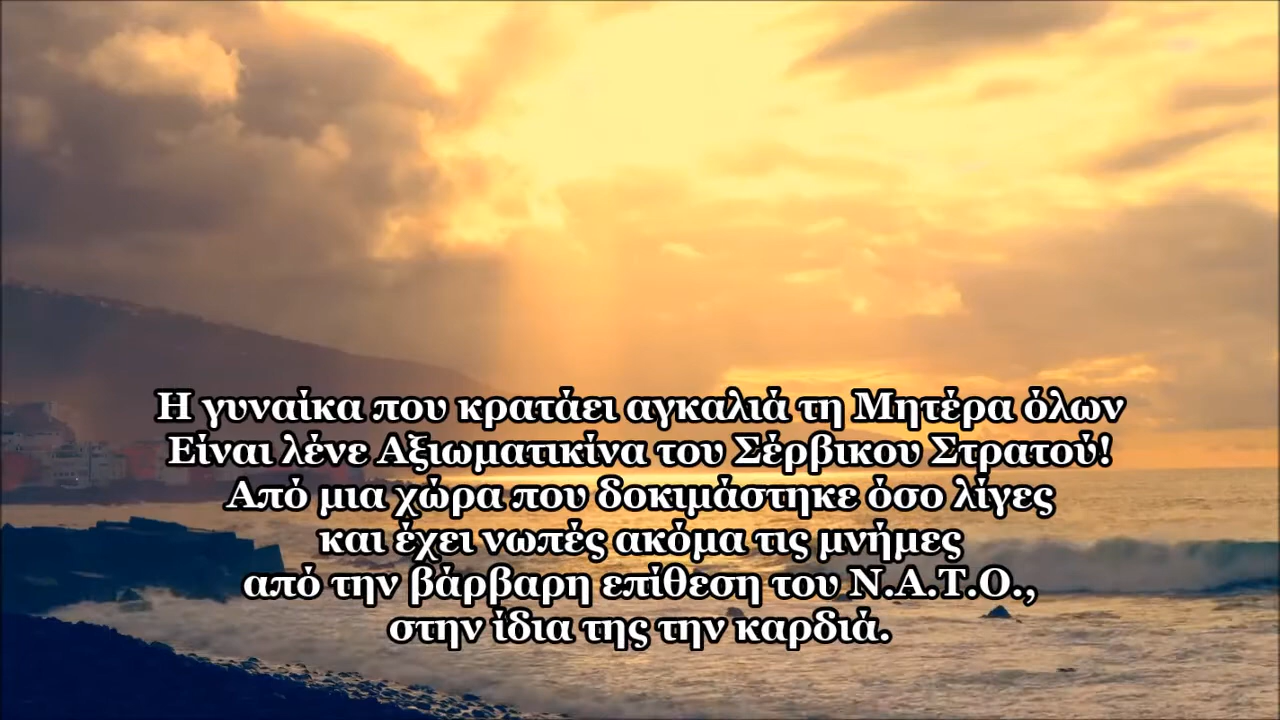 Η γυναίκα που κρατάει αγκαλιά τη Μητέρα όλων
Είναι λένε Αξιωματικίνα του Σέρβικου Στρατού!
Από μια χώρα που δοκιμάστηκε όσο λίγες
και έχει νωπές ακόμα τις μνήμες
από την βάρβαρη επίθεση του Ν.Α.Τ.Ο.,
στην ίδια της την καρδιά.